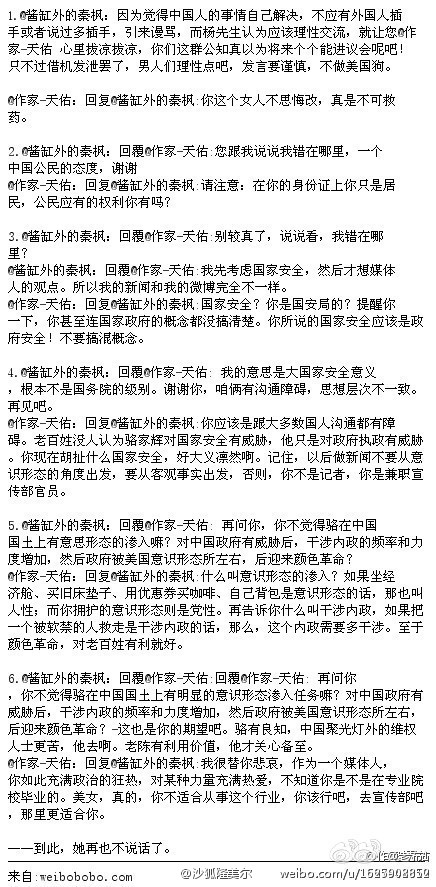 1.@酱缸外的秦枫：因为觉得中国人的事情自己解决，不应有外国人插
手或者说过多插手，引来谩骂，而杨先生认为应该理性交流，就让您@作
家-天佑 心里拔凉拔凉，你们这群公知真以为将来个个能进议会呢吧！
只不过借机发泄罢了，男人们理性点吧，发言要谨慎，不做美国狗。
@作家-天佑：回复@酱缸外的秦枫:你这个女人不思悔改，真是不可救
药。
2.@酱缸外的秦枫：回覆@作家-天佑:您跟我说说我错在哪里，一个
中国公民的态度，谢谢
@作家-天佑：回复@酱缸外的秦枫:请注意：在你的身份证上你只是居
民，公民应有的权利你有吗？
3.@酱缸外的秦枫：回覆@作家-天佑:别较真了，说说看，我错在哪
里？
@酱缸外的秦枫：回覆@作家-天佑:我先考虑国家安全，然后才想媒体
人的观点。所以我的新闻和我的微博完全不一样。
@作家-天佑：回复@酱缸外的秦枫:国家安全？你是国安局的？提醒你
一下，你甚至连国家政府的概念都没搞清楚。你所说的国家安全应该是政
府安全！不要搞混概念。
4.@酱缸外的秦枫：回覆@作家-天佑： 我的意思是大国家安全意义
，根本不是国务院的级别。谢谢你，咱俩有沟通障碍，思想层次不一致。
再见吧。
@作家-天佑：回复@酱缸外的秦枫:你应该是跟大多数国人沟通都有障
碍。老百姓没人认为骆家辉对国家安全有威胁，他只是对政府执政有威胁
。你现在胡扯什么国家安全，好大义凛然啊。记住，以后做新闻不要从意
识形态的角度出发，要从客观事实出发，否则，你不是记者，你是兼职宣
传部官员。
5.@酱缸外的秦枫：回覆@作家-天佑： 再问你，你不觉得骆在中国
国土上有意思形态的渗入嘛？对中国政府有威胁后，干涉内政的频率和力
度增加，然后政府被美国意识形态所左右，后迎来颜色革命？
@作家-天佑：回复@酱缸外的秦枫:什么叫意识形态的渗入？如果坐经
济舱、买旧床垫子、用优惠券买咖啡、自己背包是意识形态的话，那也叫
人性；而你拥护的意识形态则是党性。再告诉你什么叫干涉内政，如果把
一个被软禁的人救走是干涉内政的话，那么，这个内政需要多干涉。至于
颜色革命，对老百姓有利就好。
6.@酱缸外的秦枫：回覆@作家-天佑:回覆@作家-天佑： 再问你
，你不觉得骆在中国国土上有明显的意识形态渗入任务嘛？对中国政府有
威胁后，干涉内政的频率和力度增加，然后政府被美国意识形态所左右，
后迎来颜色革命？-这也是你的期望吧。骆有良知，中国聚光灯外的维权
人士更苦，他去啊。老陈有利用价值，他才关心备至。
@作家-天佑：回复@酱缸外的秦枫:我很替你悲哀，作为一个媒体人，
你如此充满政治的狂热，对某种力量充满热爱，不知道你是不是在专业院
校毕业的。美女，真的，你不适合从事这个行业，你该行吧，去宣传部吧
，那里更适合你。
——到此，她再也不说话了。
来自:weibobobo.com